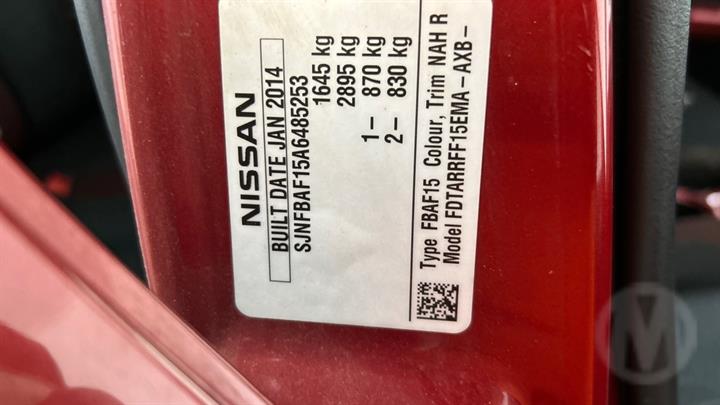 NISSAN
BUILT DATE JAN 2014
SJNFBAF15A6485253
1645 kg
2895 kg
1- 870 kg
2- 830 kg
Type FBAF15 Colour, Trim NAH R
Model FDTARRFF15EMA-AXB-
M